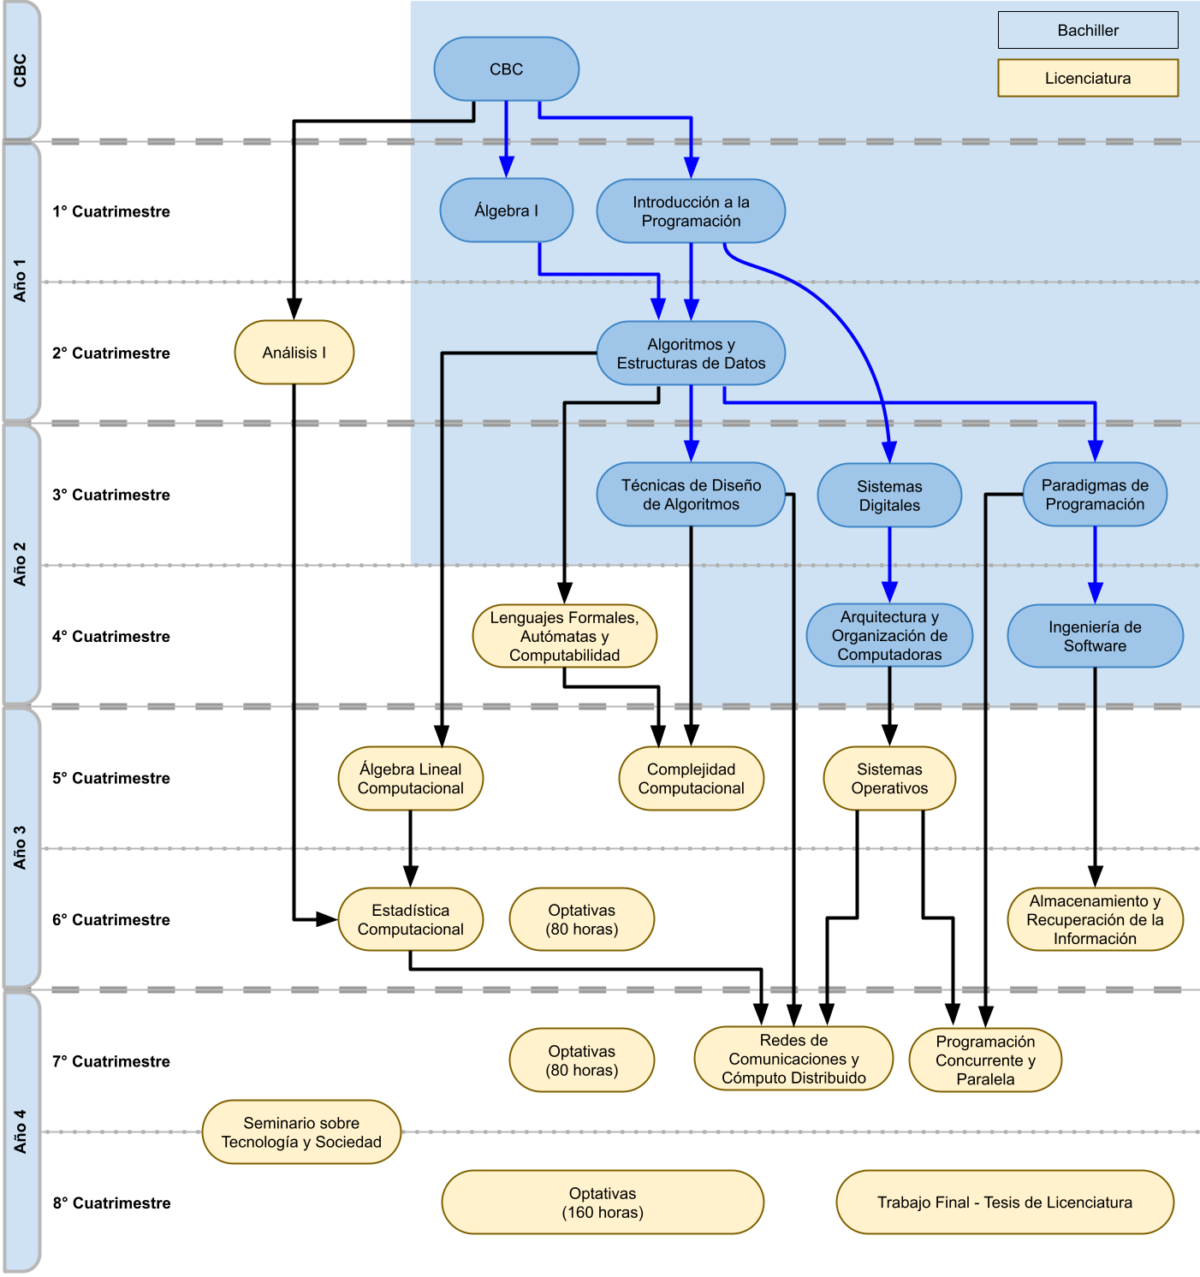 CBC
Bachiller
Licenciatura
CBC
Año 1
1° Cuatrimestre
Álgebra I
Introducción a la
Programación
2° Cuatrimestre
Análisis I
Algoritmos y
Estructuras de Datos
Año 2
3° Cuatrimestre
Técnicas de Diseño
de Algoritmos
Sistemas
Digitales
Paradigmas de
Programación
4° Cuatrimestre
Lenguajes Formales,
Autómatas y
Computabilidad
Arquitectura y
Organización de
Computadoras
Ingeniería de
Software
Año 3
5° Cuatrimestre
Álgebra Lineal
Computacional
Complejidad
Computacional
Sistemas
Operativos
6° Cuatrimestre
Estadística
Computacional
Optativas
(80 horas)
Almacenamiento y
Recuperación de la
Información
Año 4
7° Cuatrimestre
Optativas
(80 horas)
Redes de
Comunicaciones y
Cómputo Distribuido
Programación
Concurrente y
Paralela
Seminario sobre
Tecnología y Sociedad
8° Cuatrimestre
Optativas
(160 horas)
Trabajo Final - Tesis de Licenciatura